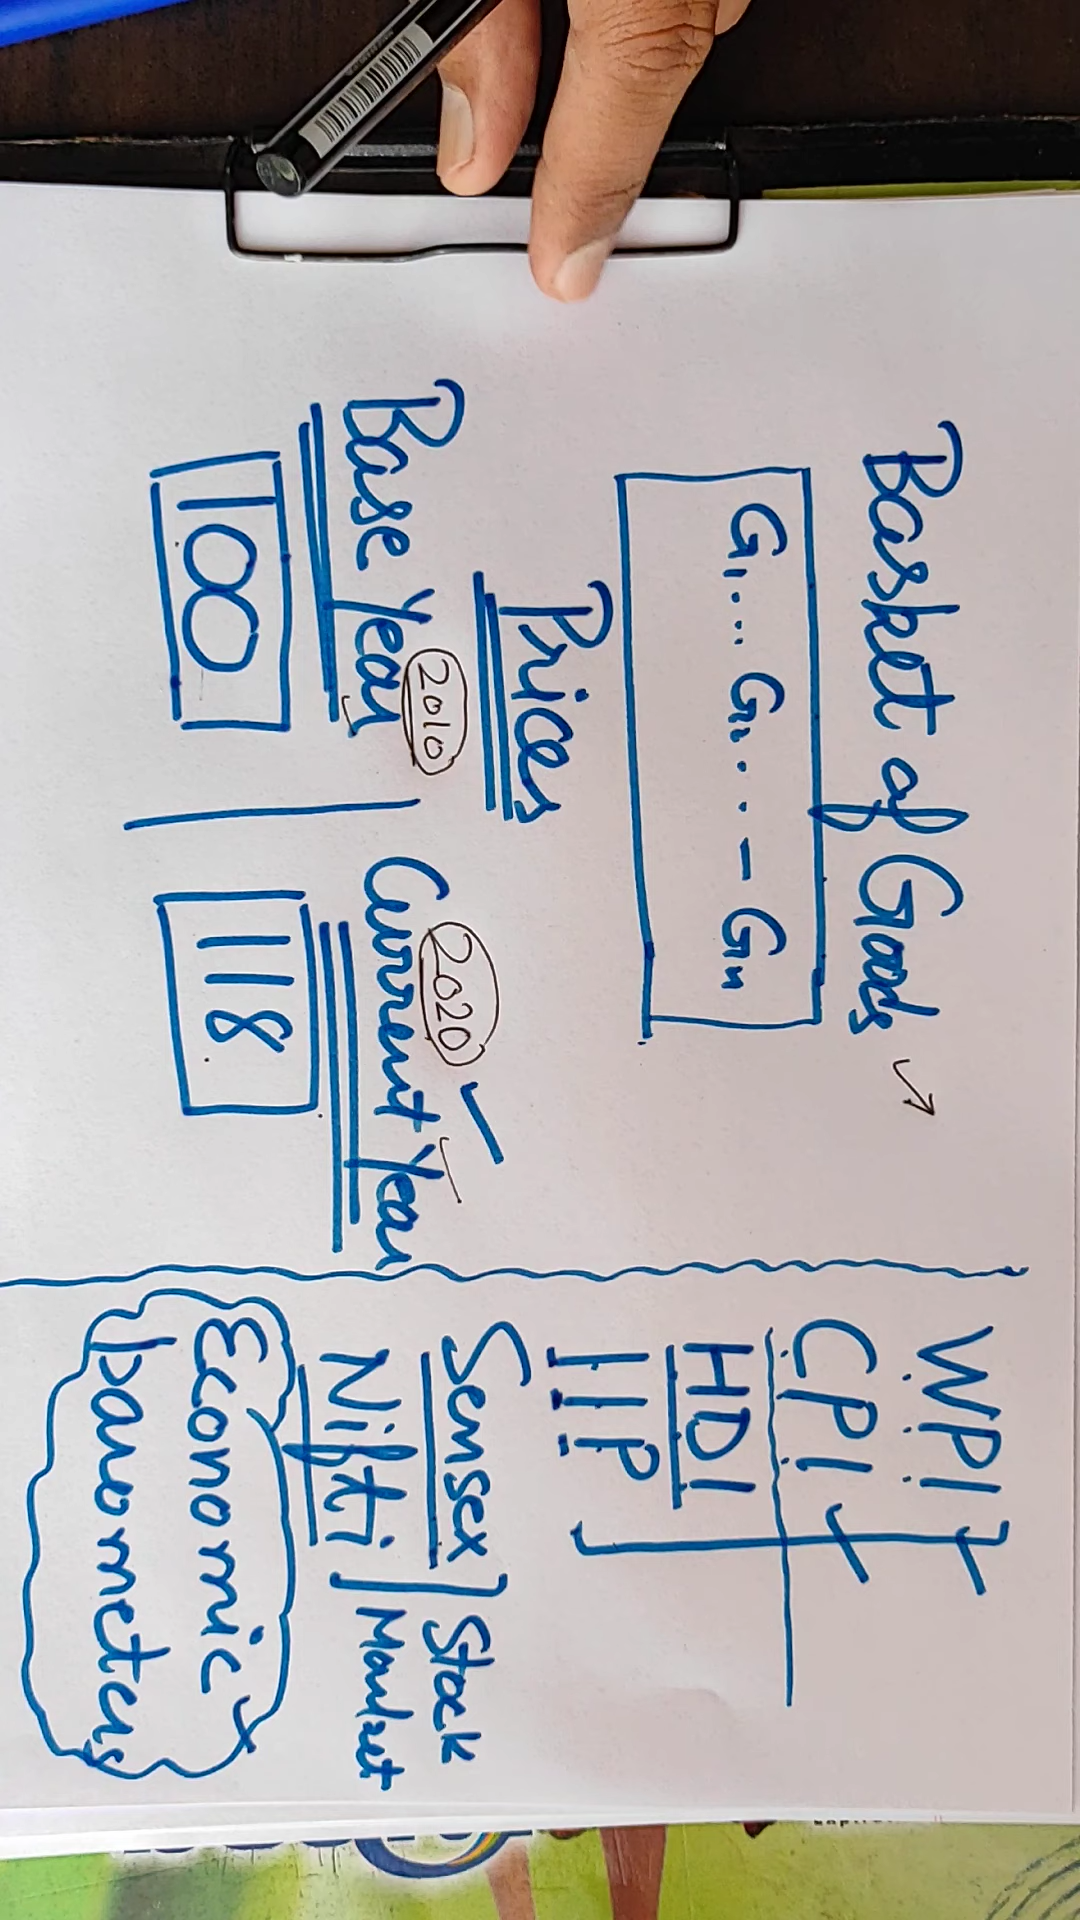 Basket of Goods
G1.... G2... - Gn
Prices
2010
2020
Base Year
Current Year
100
118
WPI
CPI
HDI
IIP
Sensex
Nifti
Stock
Market
Economic
barometers